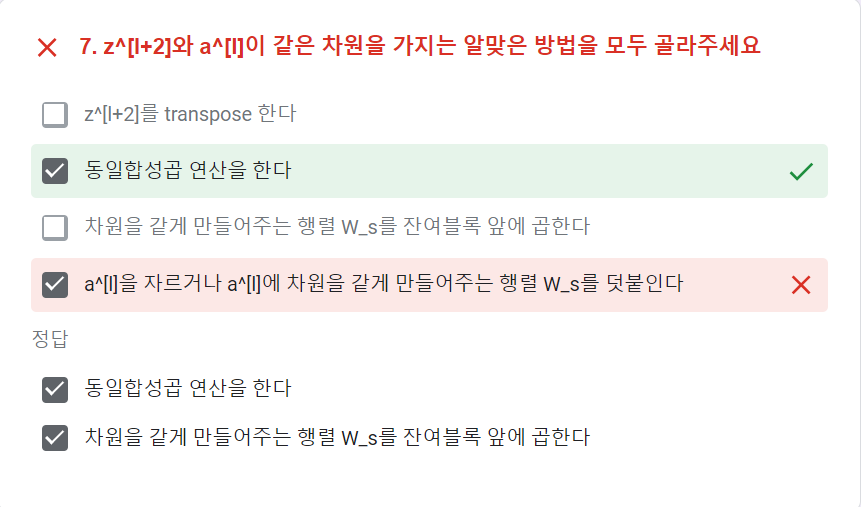 7. z^[l+2]와 a^[l]이 같은 차원을 가지는 알맞은 방법을 모두 골라주세요
z^[l+2]를 transpose 한다
동일합성곱 연산을 한다
차원을 같게 만들어주는 행렬 W_s를 잔여블록 앞에 곱한다
a^[l]을 자르거나 a^[l]에 차원을 같게 만들어주는 행렬 W_s를 덧붙인다
정답
동일합성곱 연산을 한다
차원을 같게 만들어주는 행렬 W_s를 잔여블록 앞에 곱한다